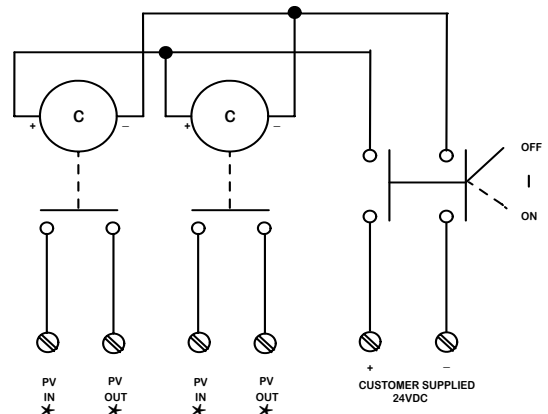 C C
+ − + −
OFF
ON
+ −
PV PV PV PV CUSTOMER SUPPLIED
IN OUT IN OUT 24VDC
* * * *